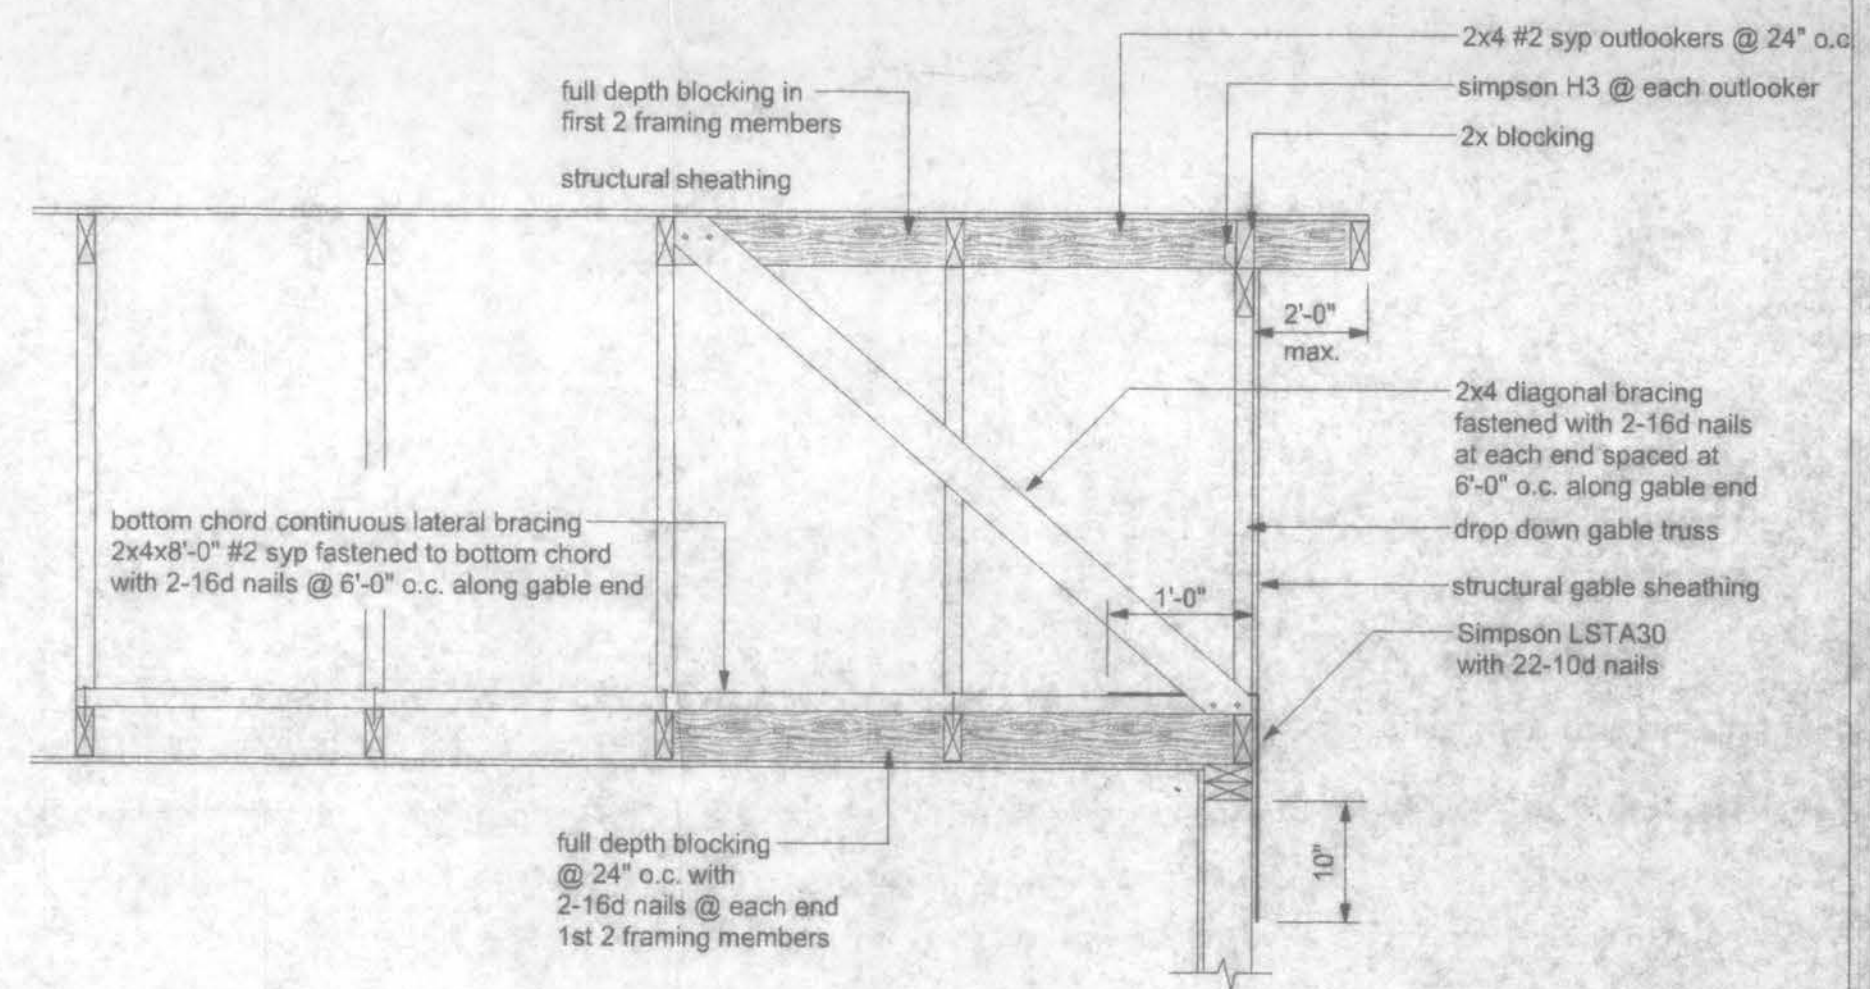 2x4 #2 syp outlookers @ 24" o.c.
full depth blocking in
first 2 framing members
simpson H3 @ each outlooker
2x blocking
structural sheathing
2'-0"
max.
2x4 diagonal bracing
fastened with 2-16d nails
at each end spaced at
6'-0" o.c. along gable end
bottom chord continuous lateral bracing
2x4x8'-0" #2 syp fastened to bottom chord
with 2-16d nails @ 6'-0" o.c. along gable end
drop down gable truss
structural gable sheathing
1'-0"
Simpson LSTA30
with 22-10d nails
full depth blocking
@ 24" o.c. with
2-16d nails @ each end
1st 2 framing members
10"